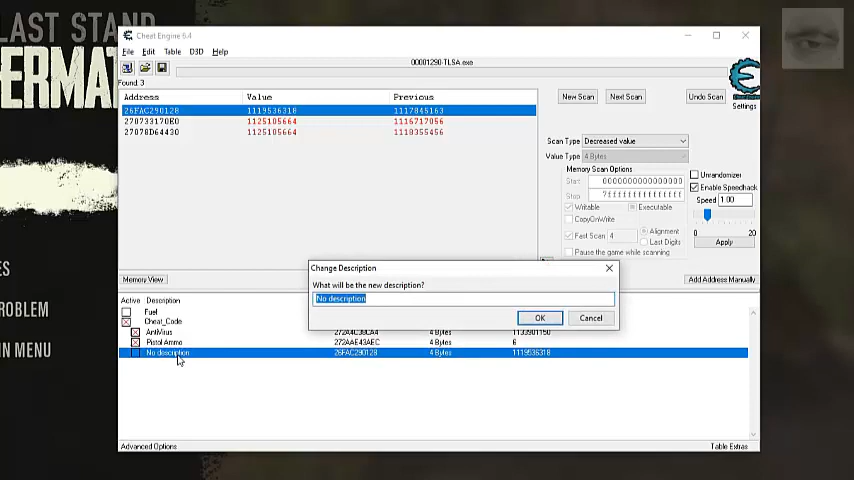 LAST STAND
ERMAT
Cheat Engine 6.4
File Edit Table D3D Help
00001290-TLSA.exe
Found 3
Address Value Previous
26FAC290128 1119536318 1117845163
270733170E0 1125105664 1116717056
27078D64430 1125105664 1118355456
New Scan Next Scan Undo Scan
Settings
Scan Type Decreased value
Value Type 4 Bytes
Memory Scan Options
Start 0000000000000000
Stop 7fffffffffffffff
Writable Executable
CopyOnWrite
Fast Scan 4 Alignment
Last Digits
Pause the game while scanning
Unrandomizer
Enable Speedhack
Speed 1.00
0 20
Apply
Memory View Add Address Manually
Change Description
What will be the new description?
No description
OK Cancel
Active Description
Fuel
Cheat_Code
AntiVirus 4 Bytes
Pistol Ammo 272AAE43AEC 4 Bytes 6
No description 26FAC290128 4 Bytes 1119536318
Advanced Options Table Extras
ES
ROBLEM
IN MENU